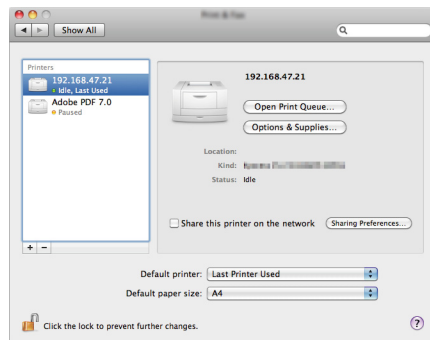 Show All
Printers
192.168.47.21
Idle, Last Used
Adobe PDF 7.0
Paused
192.168.47.21
Open Print Queue...
Options & Supplies...
Location:
Kind:
Status: Idle
Share this printer on the network
Sharing Preferences...
+ −
Default printer: Last Printer Used
Default paper size: A4
Click the lock to prevent further changes.
?